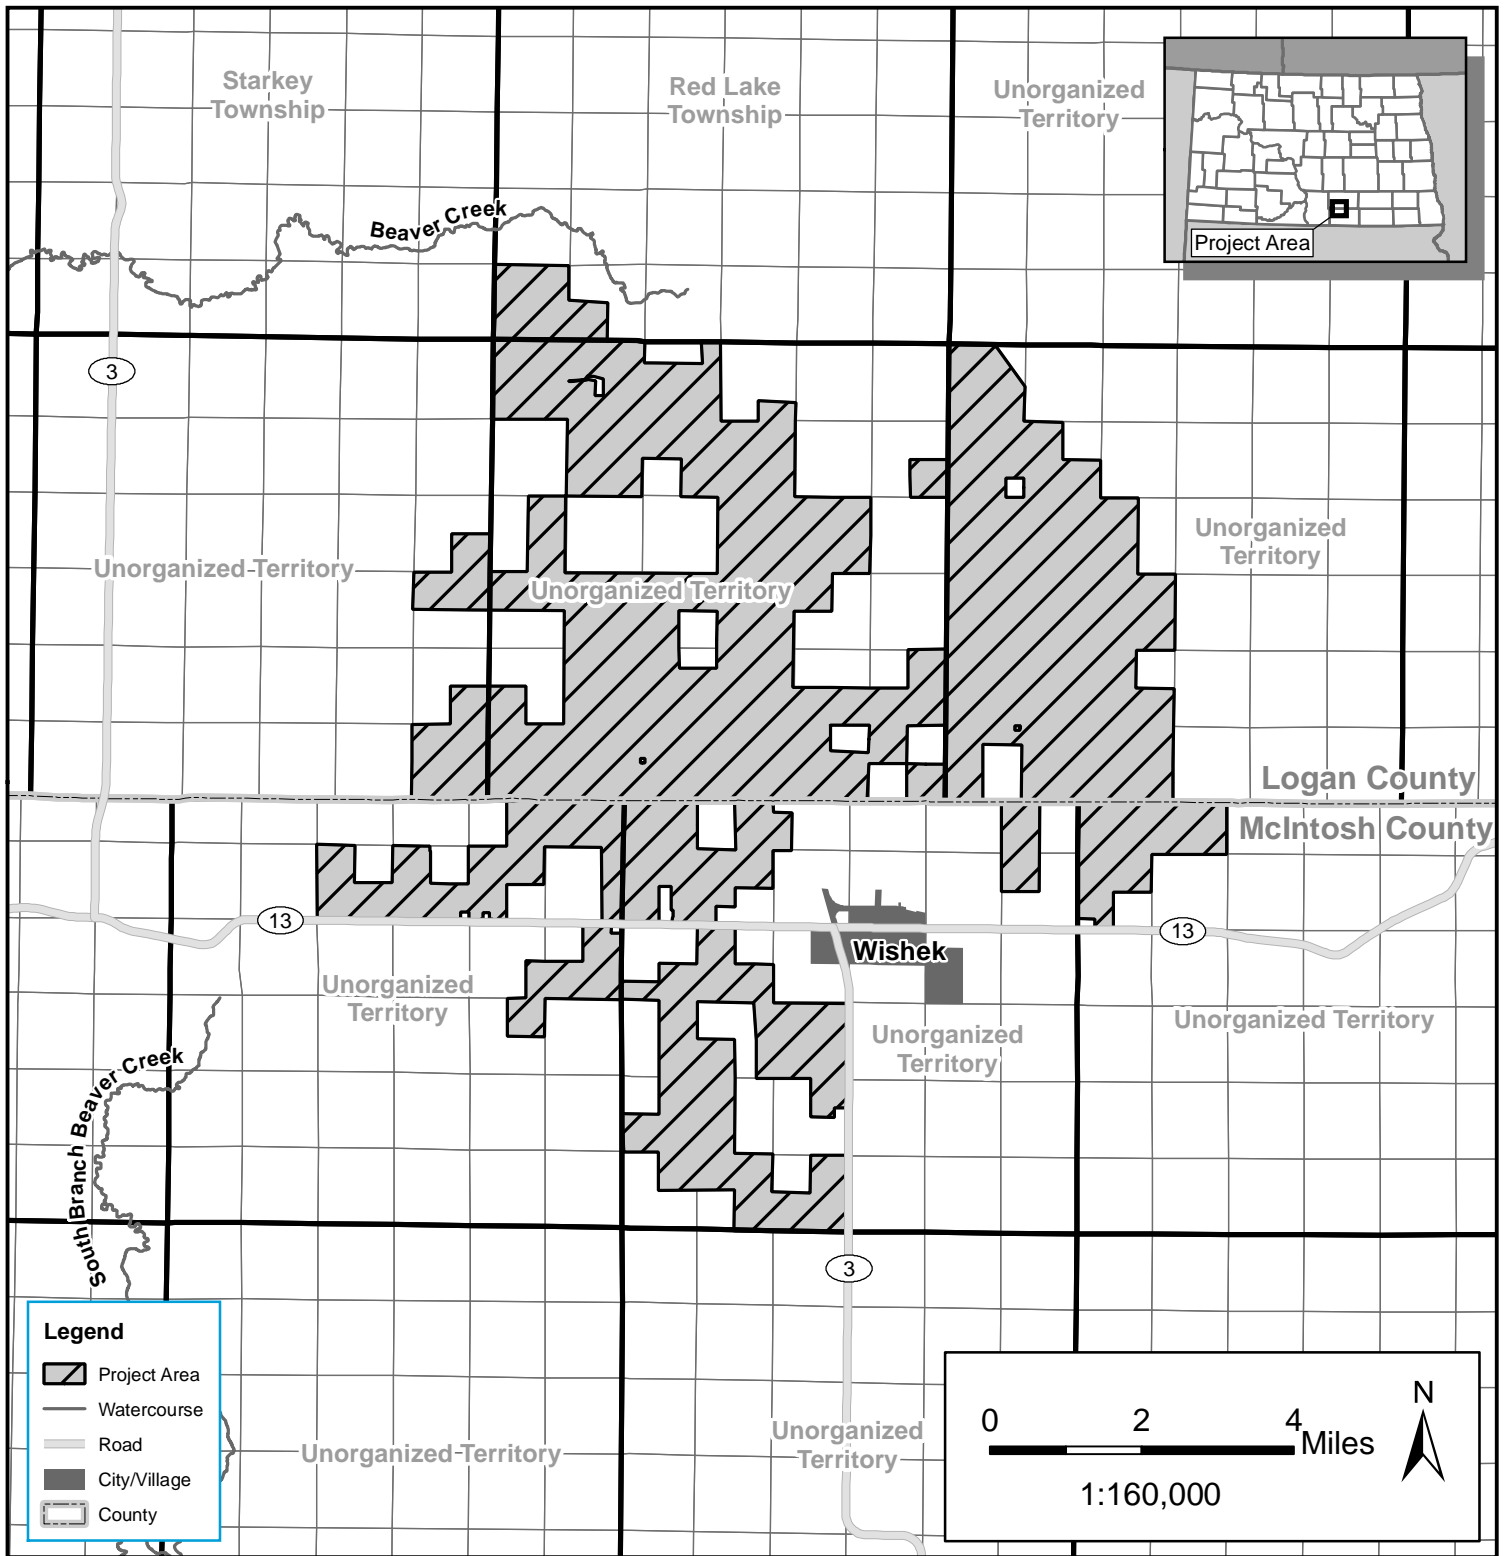 Starkey
Township
Red Lake
Township
Unorganized
Territory
Project Area
Beaver Creek
3
Unorganized Territory
Unorganized Territory
Unorganized
Territory
Logan County
McIntosh County
13
13
Wishek
Unorganized
Territory
Unorganized
Territory
Unorganized Territory
South Branch Beaver Creek
3
Legend
Project Area
Watercourse
Road
City/Village
County
Unorganized Territory
Unorganized
Territory
0 2 4
Miles
1:160,000
N